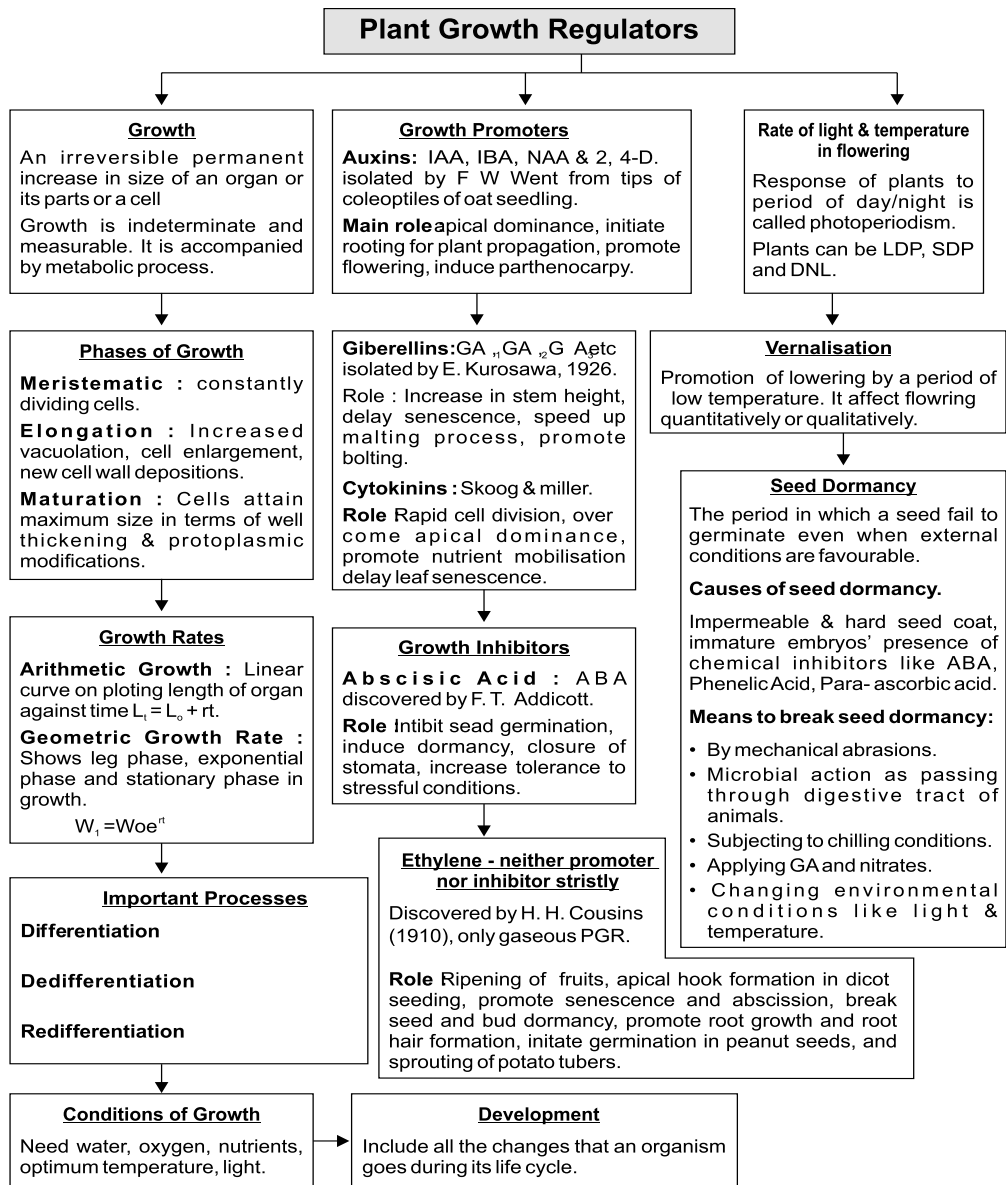 Plant Growth Regulators
Growth
An irreversible permanent
increase in size of an organ or
its parts or a cell
Growth is indeterminate and
measurable. It is accompanied
by metabolic process.
Phases of Growth
Meristematic : constantly
dividing cells.
Elongation : Increased
vacuolation, cell enlargement,
new cell wall depositions.
Maturation : Cells attain
maximum size in terms of well
thickening & protoplasmic
modifications.
Growth Rates
Arithmetic Growth : Linear
curve on ploting length of organ
against time Lt = Lo + rt.
Geometric Growth Rate :
Shows leg phase, exponential
phase and stationary phase in
growth.
W1 =Woe^rt
Important Processes
Differentiation
Dedifferentiation
Redifferentiation
Conditions of Growth
Need water, oxygen, nutrients,
optimum temperature, light.
Development
Include all the changes that an organism
goes during its life cycle.
Growth Promoters
Auxins: IAA, IBA, NAA & 2, 4-D.
isolated by F W Went from tips of
coleoptiles of oat seedling.
Main role apical dominance, initiate
rooting for plant propagation, promote
flowering, induce parthenocarpy.
Giberellins:GA1, GA2, G A3etc
isolated by E. Kurosawa, 1926.
Role : Increase in stem height,
delay senescence, speed up
malting process, promote
bolting.
Cytokinins : Skoog & miller.
Role Rapid cell division, over
come apical dominance,
promote nutrient mobilisation
delay leaf senescence.
Growth Inhibitors
Abscisic Acid : ABA
discovered by F. T. Addicott.
Role : Intibit sead germination,
induce dormancy, closure of
stomata, increase tolerance to
stressful conditions.
Ethylene - neither promoter
nor inhibitor stristly
Discovered by H. H. Cousins
(1910), only gaseous PGR.
Role : Ripening of fruits, apical hook formation in dicot
seeding, promote senescence and abscission, break
seed and bud dormancy, promote root growth and root
hair formation, initate germination in peanut seeds, and
sprouting of potato tubers.
Rate of light & temperature
in flowering
Response of plants to
period of day/night is
called photoperiodism.
Plants can be LDP, SDP
and DNL.
Vernalisation
Promotion of lowering by a period of
low temperature. It affect flowring
quantitatively or qualitatively.
Seed Dormancy
The period in which a seed fail to
germinate even when external
conditions are favourable.
Causes of seed dormancy.
Impermeable & hard seed coat,
immature embryos' presence of
chemical inhibitors like ABA,
Phenelic Acid, Para- ascorbic acid.
Means to break seed dormancy:
• By mechanical abrasions.
• Microbial action as passing
through digestive tract of
animals.
• Subjecting to chilling conditions.
• Applying GA and nitrates.
• Changing environmental
conditions like light &
temperature.